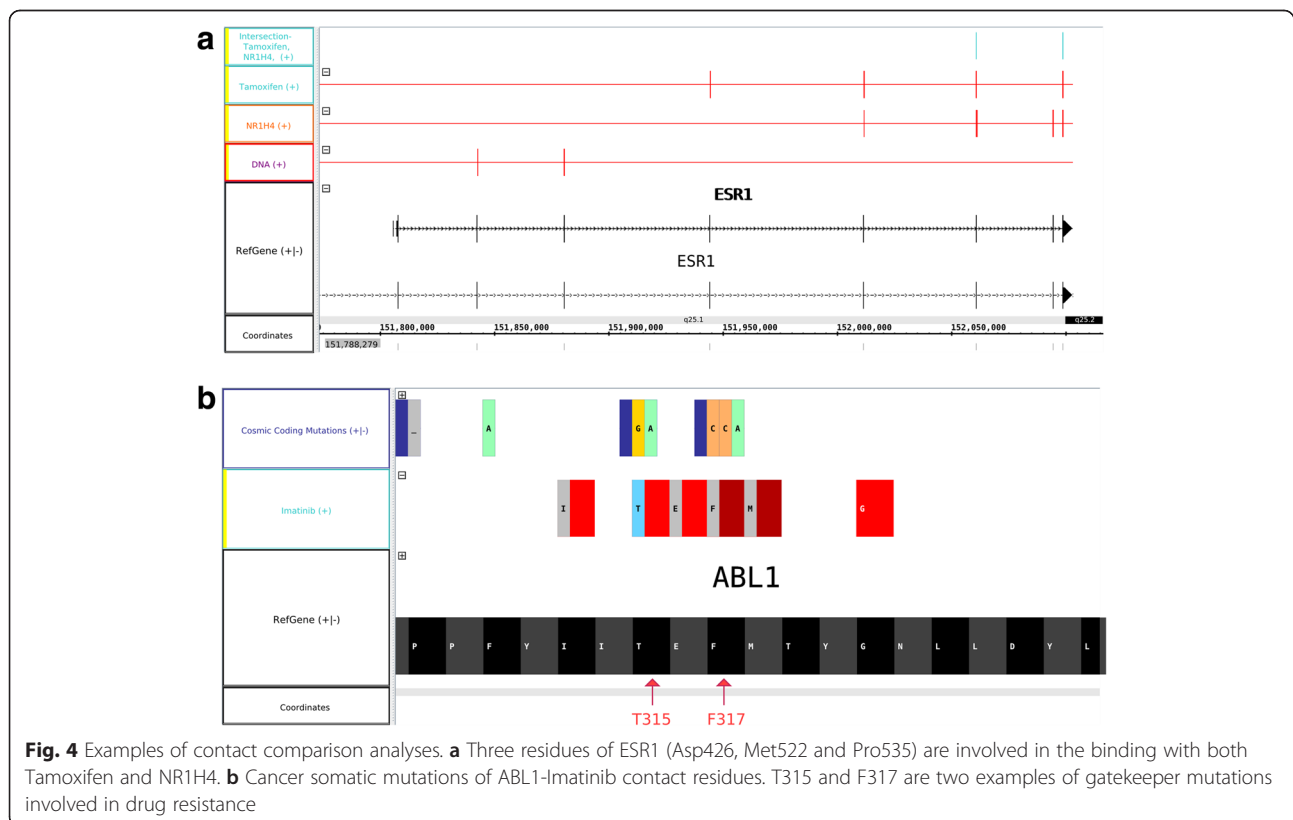 a
Intersection-
Tamoxifen,
NR1H4, (+)
Tamoxifen (+)
NR1H4 (+)
DNA (+)
ESR1
RefGene (+|-)
ESR1
q25.1
q25.2
Coordinates
151,800,000
151,850,000
151,900,000
151,950,000
152,000,000
152,050,000
151,788,279
b
Cosmic Coding Mutations (+|-)
_
A
G A
C C A
Imatinib (+)
I
T E F M
G
ABL1
RefGene (+|-)
P P F Y I I T E F M T Y G N L L D Y L
Coordinates
T315
F317
Fig. 4 Examples of contact comparison analyses. a Three residues of ESR1 (Asp426, Met522 and Pro535) are involved in the binding with both
Tamoxifen and NR1H4. b Cancer somatic mutations of ABL1-Imatinib contact residues. T315 and F317 are two examples of gatekeeper mutations
involved in drug resistance